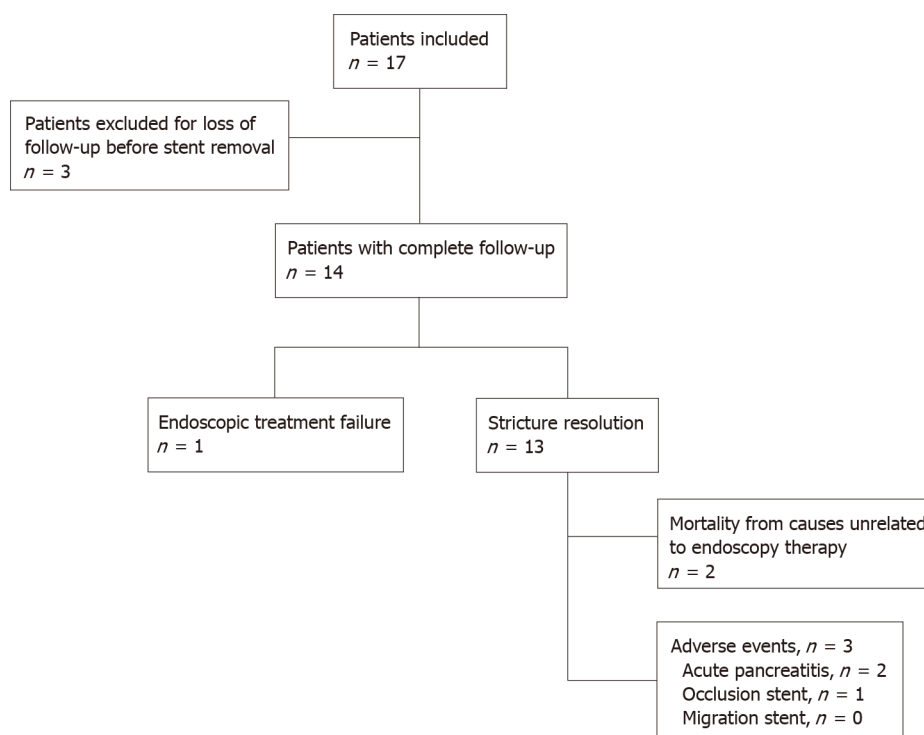 Patients included
n = 17
Patients excluded for loss of
follow-up before stent removal
n = 3
Patients with complete follow-up
n = 14
Endoscopic treatment failure
n = 1
Stricture resolution
n = 13
Mortality from causes unrelated
to endoscopy therapy
n = 2
Adverse events, n = 3
Acute pancreatitis, n = 2
Occlusion stent, n = 1
Migration stent, n = 0